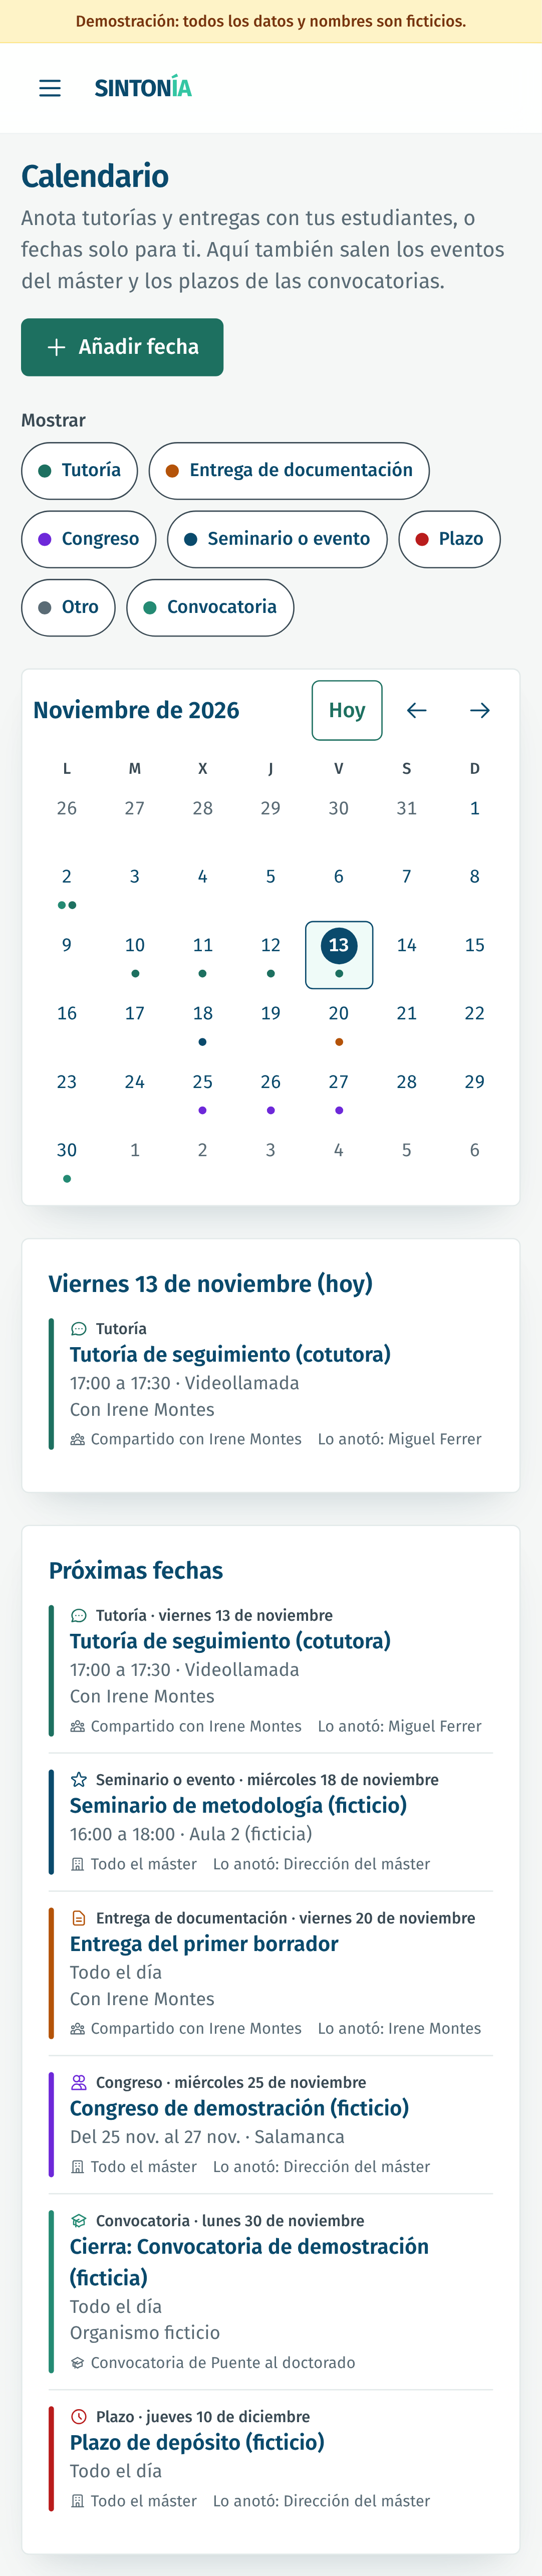 Demostración: todos los datos y nombres son ficticios.
SINTONÍA
Calendario
Anota tutorías y entregas con tus estudiantes, o
fechas solo para ti. Aquí también salen los eventos
del máster y los plazos de las convocatorias.
Añadir fecha
Mostrar
Tutoría
Entrega de documentación
Congreso
Seminario o evento
Plazo
Otro
Convocatoria
Noviembre de 2026
Hoy
L M X J V S D
26 27 28 29 30 31 1
2 3 4 5 6 7 8
9 10 11 12 13 14 15
16 17 18 19 20 21 22
23 24 25 26 27 28 29
30 1 2 3 4 5 6
Viernes 13 de noviembre (hoy)
Tutoría
Tutoría de seguimiento (cotutora)
17:00 a 17:30 · Videollamada
Con Irene Montes
Compartido con Irene Montes Lo anotó: Miguel Ferrer
Próximas fechas
Tutoría · viernes 13 de noviembre
Tutoría de seguimiento (cotutora)
17:00 a 17:30 · Videollamada
Con Irene Montes
Compartido con Irene Montes Lo anotó: Miguel Ferrer
Seminario o evento · miércoles 18 de noviembre
Seminario de metodología (ficticio)
16:00 a 18:00 · Aula 2 (ficticia)
Todo el máster Lo anotó: Dirección del máster
Entrega de documentación · viernes 20 de noviembre
Entrega del primer borrador
Todo el día
Con Irene Montes
Compartido con Irene Montes Lo anotó: Irene Montes
Congreso · miércoles 25 de noviembre
Congreso de demostración (ficticio)
Del 25 nov. al 27 nov. · Salamanca
Todo el máster Lo anotó: Dirección del máster
Convocatoria · lunes 30 de noviembre
Cierra: Convocatoria de demostración
(ficticia)
Todo el día
Organismo ficticio
Convocatoria de Puente al doctorado
Plazo · jueves 10 de diciembre
Plazo de depósito (ficticio)
Todo el día
Todo el máster Lo anotó: Dirección del máster